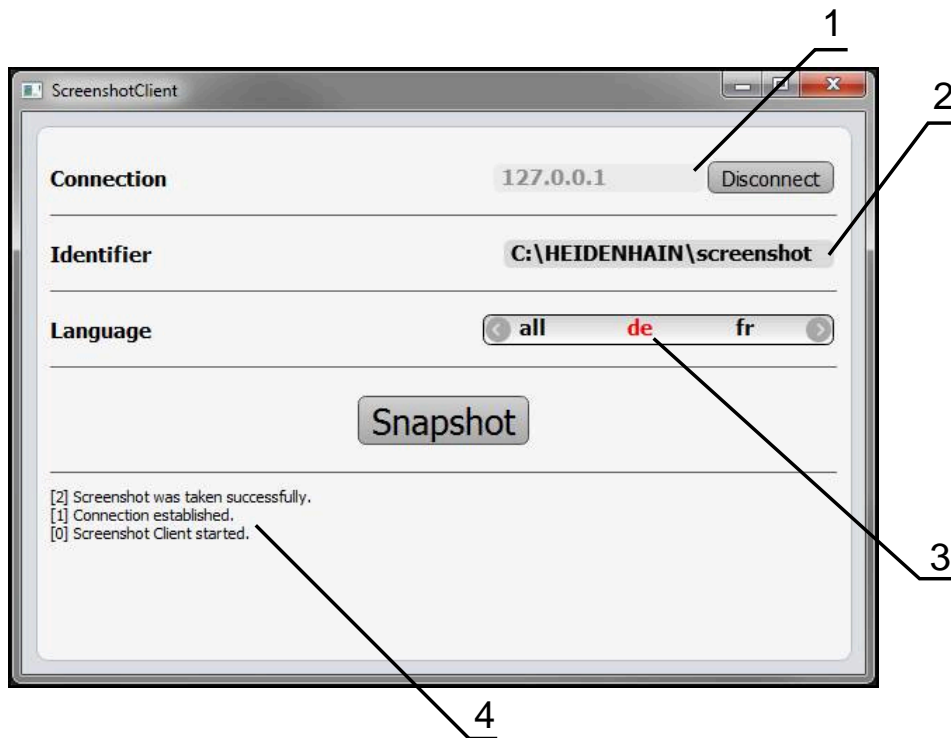 1
ScreenshotClient
2
Connection 127.0.0.1 Disconnect
Identifier C:\HEIDENHAIN\screenshot
Language all de fr
Snapshot
[2] Screenshot was taken successfully.
[1] Connection established.
[0] Screenshot Client started.
3
4